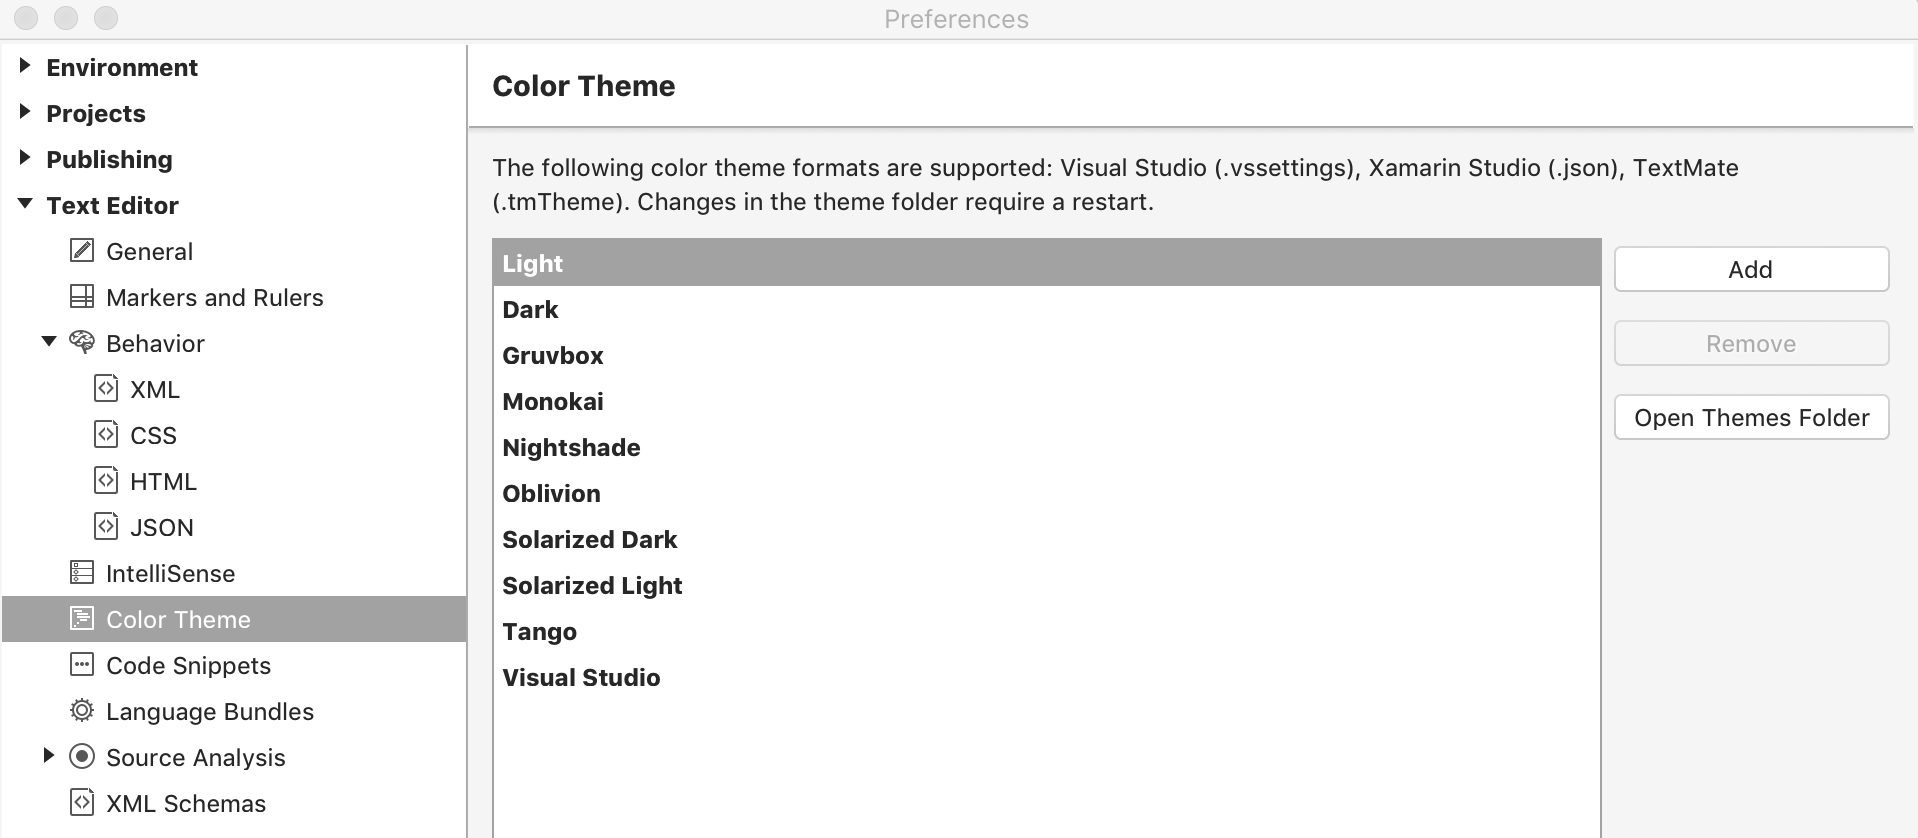 Preferences
Environment
Projects
Publishing
Text Editor
General
Markers and Rulers
Behavior
XML
CSS
HTML
JSON
IntelliSense
Color Theme
Code Snippets
Language Bundles
Source Analysis
XML Schemas
Color Theme
The following color theme formats are supported: Visual Studio (.vssettings), Xamarin Studio (.json), TextMate
(.tmTheme). Changes in the theme folder require a restart.
Light
Dark
Gruvbox
Monokai
Nightshade
Oblivion
Solarized Dark
Solarized Light
Tango
Visual Studio
Add
Remove
Open Themes Folder